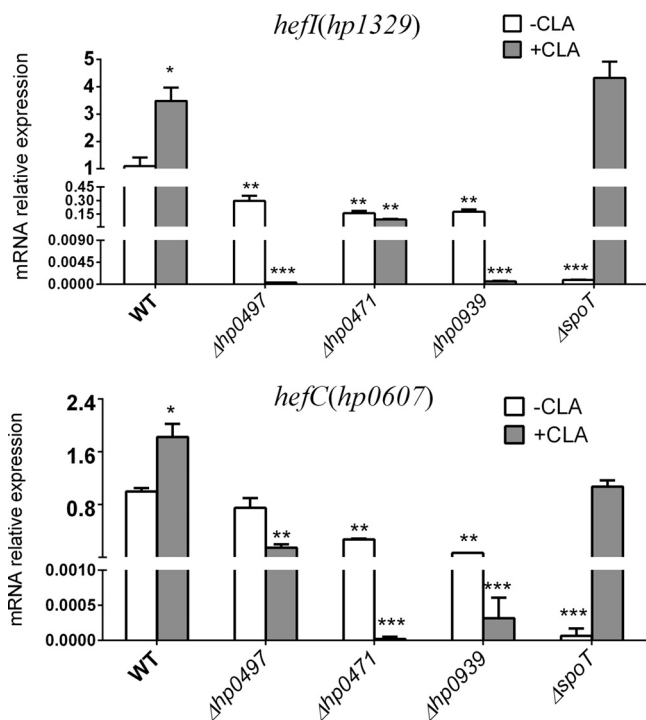 hefI(hp1329)
-CLA
+CLA
mRNA relative expression
5
4
3
2
1
0.45
0.30
0.15
0.0090
0.0045
0.0000
*
**
***
**
**
**
***
***
WT
Δhp0497
Δhp0471
Δhp0939
ΔspoT
hefC(hp0607)
-CLA
+CLA
mRNA relative expression
2.4
1.6
0.8
0.0010
0.0005
0.0000
*
**
**
***
**
***
***
WT
Δhp0497
Δhp0471
Δhp0939
ΔspoT